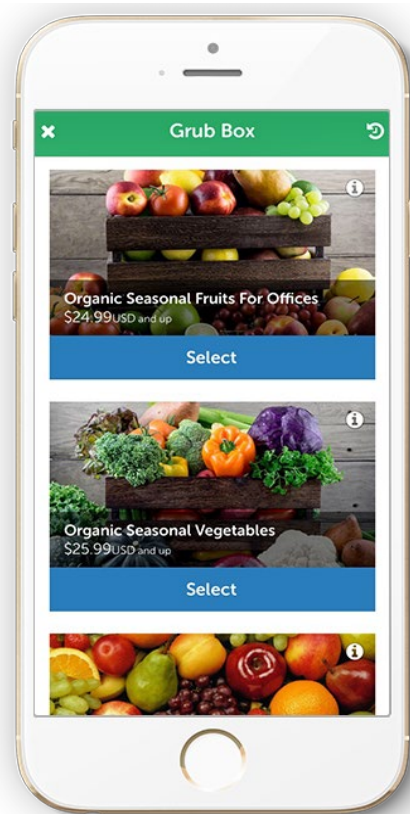 Grub Box
Organic Seasonal Fruits For Offices
$24.99USD and up
Select
Organic Seasonal Vegetables
$25.99USD and up
Select